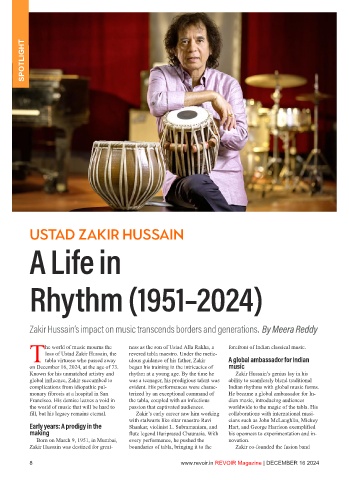 SPOTLIGHT
USTAD ZAKIR HUSSAIN
A Life in
Rhythm (1951–2024)
Zakir Hussain's impact on music transcends borders and generations. By Meera Reddy
The world of music mourns the
loss of Ustad Zakir Hussain, the
tabla virtuoso who passed away
on December 16, 2024, at the age of 73.
Known for his unmatched artistry and
global influence, Zakir succumbed to
complications from idiopathic pul-
monary fibrosis at a hospital in San
Francisco. His demise leaves a void in
the world of music that will be hard to
fill, but his legacy remains eternal.
Early years: A prodigy in the
making
Born on March 9, 1951, in Mumbai,
Zakir Hussain was destined for great-
ness as the son of Ustad Alla Rakha, a
revered tabla maestro. Under the metic-
ulous guidance of his father, Zakir
began his training in the intricacies of
rhythm at a young age. By the time he
was a teenager, his prodigious talent was
evident. His performances were charac-
terized by an exceptional command of
the tabla, coupled with an infectious
passion that captivated audiences.
Zakir's early career saw him working
with stalwarts like sitar maestro Ravi
Shankar, violinist L. Subramaniam, and
flute legend Hariprasad Chaurasia. With
every performance, he pushed the
boundaries of tabla, bringing it to the
forefront of Indian classical music.
A global ambassador for Indian
music
Zakir Hussain's genius lay in his
ability to seamlessly blend traditional
Indian rhythms with global music forms.
He became a global ambassador for In-
dian music, introducing audiences
worldwide to the magic of the tabla. His
collaborations with international musi-
cians such as John McLaughlin, Mickey
Hart, and George Harrison exemplified
his openness to experimentation and in-
novation.
Zakir co-founded the fusion band
8
www.revoir.in REVOIR Magazine | DECEMBER 16 2024